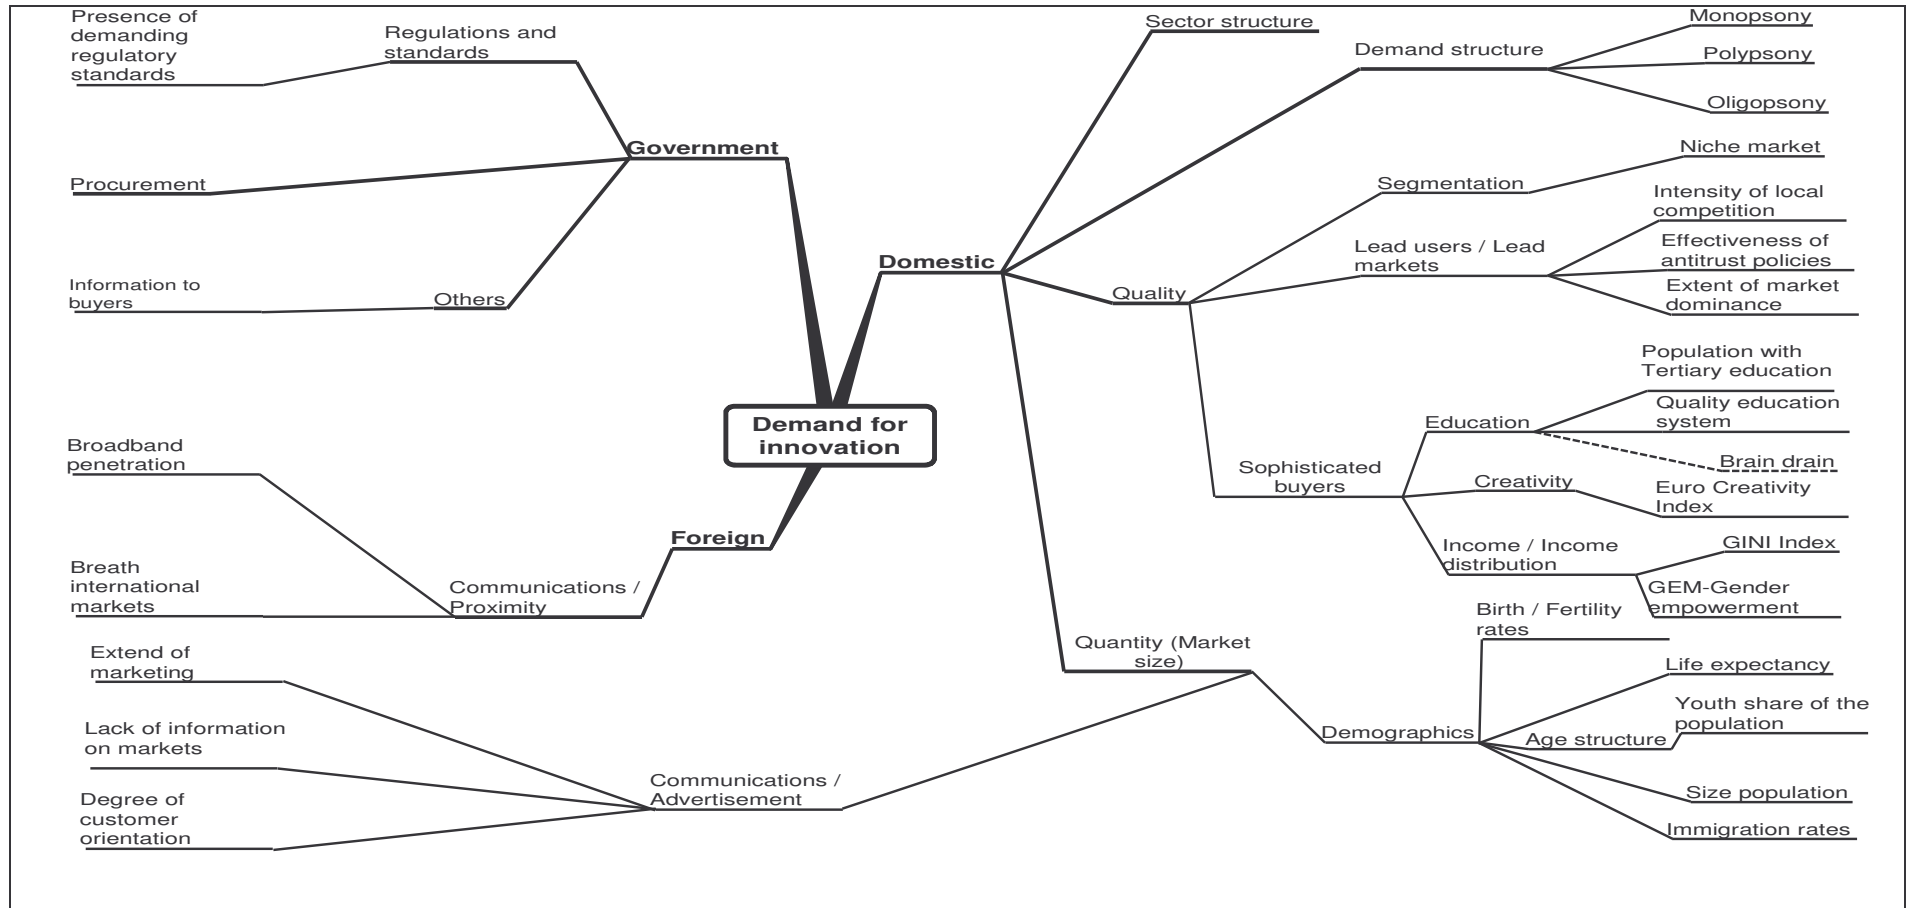 Presence of
demanding
regulatory
standards
Regulations and
standards
Government
Procurement
Information to
buyers
Others
Demand for
innovation
Broadband
penetration
Foreign
Breath
international
markets
Communications /
Proximity
Extend of
marketing
Lack of information
on markets
Degree of
customer
orientation
Communications /
Advertisement
Domestic
Sector structure
Demand structure
Monopsony
Polypsony
Oligopsony
Quality
Segmentation
Niche market
Lead users / Lead
markets
Intensity of local
competition
Effectiveness of
antitrust policies
Extent of market
dominance
Sophisticated
buyers
Education
Population with
Tertiary education
Quality education
system
Brain drain
Creativity
Euro Creativity
Index
Income / Income
distribution
GINI Index
GEM-Gender
empowerment
Quantity (Market
size)
Demographics
Birth / Fertility
rates
Life expectancy
Age structure
Youth share of the
population
Size population
Immigration rates